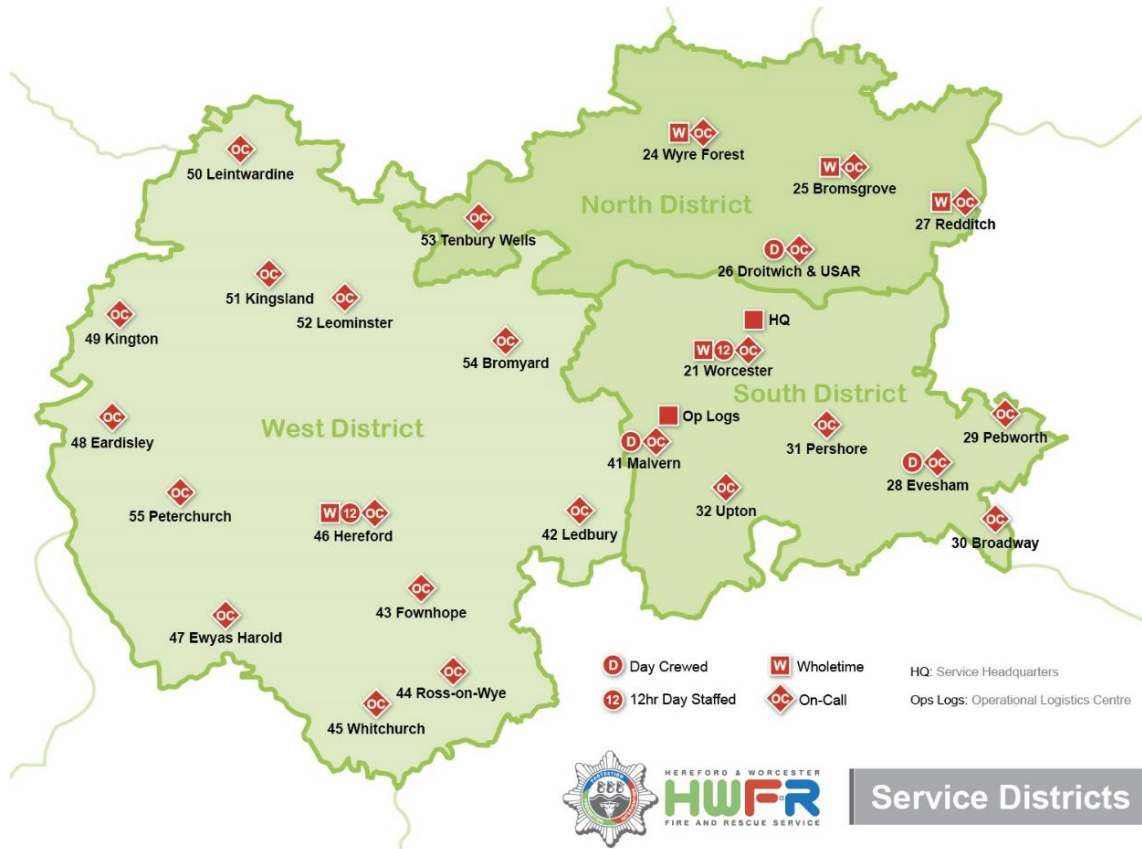 OC
50 Leintwardine
W OC
24 Wyre Forest
W OC
25 Bromsgrove
W OC
27 Redditch
North District
OC
53 Tenbury Wells
D OC
26 Droitwich & USAR
OC
51 Kingsland
OC
52 Leominster
OC
49 Kington
OC
54 Bromyard
HQ
W 12 OC
21 Worcester
South District
OC
48 Eardisley
West District
Op Logs
D OC
41 Malvern
OC
31 Pershore
OC
29 Pebworth
D OC
28 Evesham
OC
55 Peterchurch
W 12 OC
46 Hereford
OC
42 Ledbury
OC
32 Upton
OC
30 Broadway
OC
43 Fownhope
OC
47 Ewyas Harold
OC
44 Ross-on-Wye
OC
45 Whitchurch
D Day Crewed
W Wholetime
HQ: Service Headquarters
12 12hr Day Staffed
OC On-Call
Ops Logs: Operational Logistics Centre
HEREFORD & WORCESTER
HWFR
FIRE AND RESCUE SERVICE
Service Districts